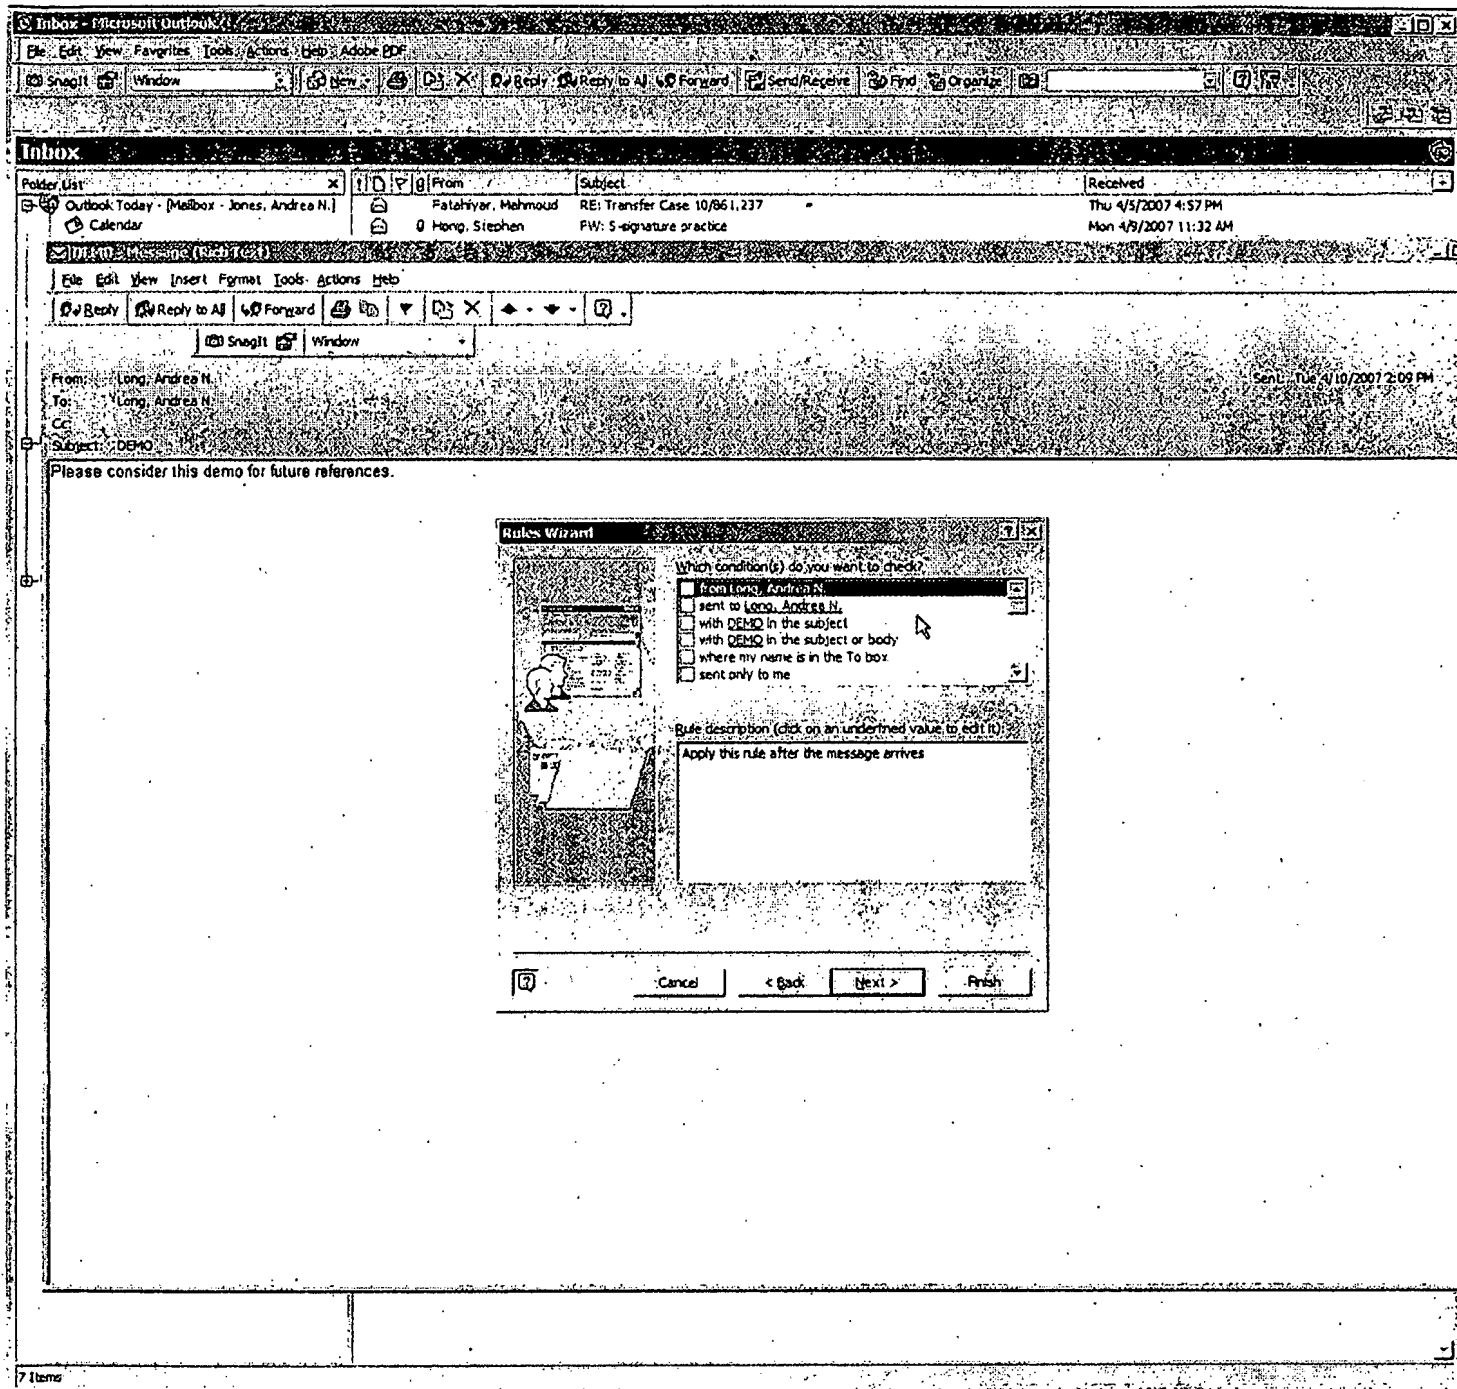 Inbox - Microsoft Outlook
File Edit View Favorites Tools Actions Help Adobe PDF
SnagIt Window New Reply Reply to All Forward Send/Receive Find Organize
Inbox
Folder List From Subject Received
Outlook Today - [Mailbox - Jones, Andrea N.] Fatahiyar, Mahmoud RE: Transfer Case 10/861,237 Thu 4/5/2007 4:57 PM
Calendar Hong, Stephen FW: S-signature practice Mon 4/9/2007 11:32 AM
DEMO - Message (Rich Text)
File Edit View Insert Format Tools Actions Help
Reply Reply to All Forward
SnagIt Window
From: Long, Andrea N. Sent: Tue 4/10/2007 2:09 PM
To: Long, Andrea N.
Cc:
Subject: DEMO
Please consider this demo for future references.
Rules Wizard
Which condition(s) do you want to check?
from Long, Andrea N.
sent to Long, Andrea N.
with DEMO in the subject
with DEMO in the subject or body
where my name is in the To box
sent only to me
Rule description (click on an underlined value to edit it):
Apply this rule after the message arrives
Cancel < Back Next > Finish
7 Items